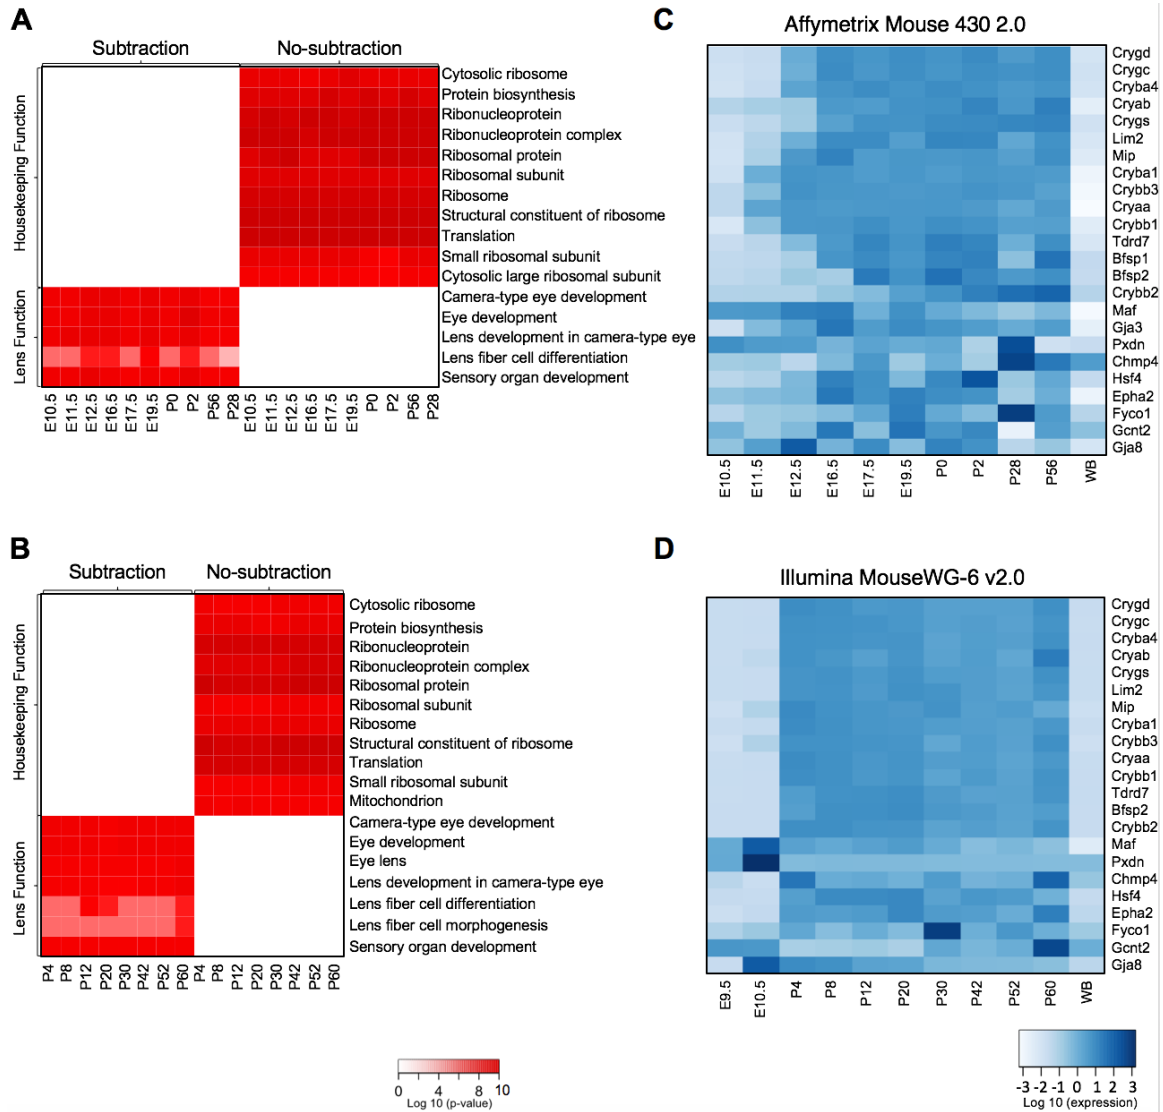 A
Subtraction
No-subtraction
Housekeeping Function
Lens Function
Cytosolic ribosome
Protein biosynthesis
Ribonucleoprotein
Ribonucleoprotein complex
Ribosomal protein
Ribosomal subunit
Ribosome
Structural constituent of ribosome
Translation
Small ribosomal subunit
Cytosolic large ribosomal subunit
Camera-type eye development
Eye development
Lens development in camera-type eye
Lens fiber cell differentiation
Sensory organ development
E10.5 E11.5 E12.5 E16.5 E17.5 E19.5 P0 P2 P56 P28 E10.5 E11.5 E12.5 E16.5 E17.5 E19.5 P0 P2 P56 P28
C
Affymetrix Mouse 430 2.0
Crygd
Crygc
Cryba4
Cryab
Crygs
Lim2
Mip
Cryba1
Crybb3
Cryaa
Crybb1
Tdrd7
Bfsp1
Bfsp2
Crybb2
Maf
Gja3
Pxdn
Chmp4
Hsf4
Epha2
Fyco1
Gcnt2
Gja8
E10.5 E11.5 E12.5 E16.5 E17.5 E19.5 P0 P2 P28 P56 WB
B
Subtraction
No-subtraction
Housekeeping Function
Lens Function
Cytosolic ribosome
Protein biosynthesis
Ribonucleoprotein
Ribonucleoprotein complex
Ribosomal protein
Ribosomal subunit
Ribosome
Structural constituent of ribosome
Translation
Small ribosomal subunit
Mitochondrion
Camera-type eye development
Eye development
Eye lens
Lens development in camera-type eye
Lens fiber cell differentiation
Lens fiber cell morphogenesis
Sensory organ development
P4 P8 P12 P20 P30 P42 P52 P60 P4 P8 P12 P20 P30 P42 P52 P60
0 4 8 10
Log 10 (p-value)
D
Illumina MouseWG-6 v2.0
Crygd
Crygc
Cryba4
Cryab
Crygs
Lim2
Mip
Cryba1
Crybb3
Cryaa
Crybb1
Tdrd7
Bfsp2
Crybb2
Maf
Pxdn
Chmp4
Hsf4
Epha2
Fyco1
Gcnt2
Gja8
E9.5 E10.5 P4 P8 P12 P20 P30 P42 P52 P60 WB
-3 -2 -1 0 1 2 3
Log 10 (expression)